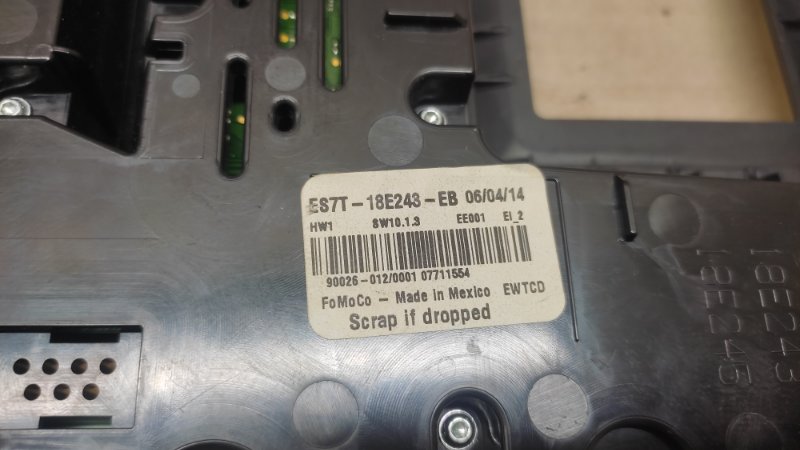 ES7T-18E243-EB 06/04/14
HW1 SW10.1.3 EE001 EI_2
90026-012/0001 07711554
FoMoCo - Made in Mexico EWTCD
Scrap if dropped
18E243
18E245